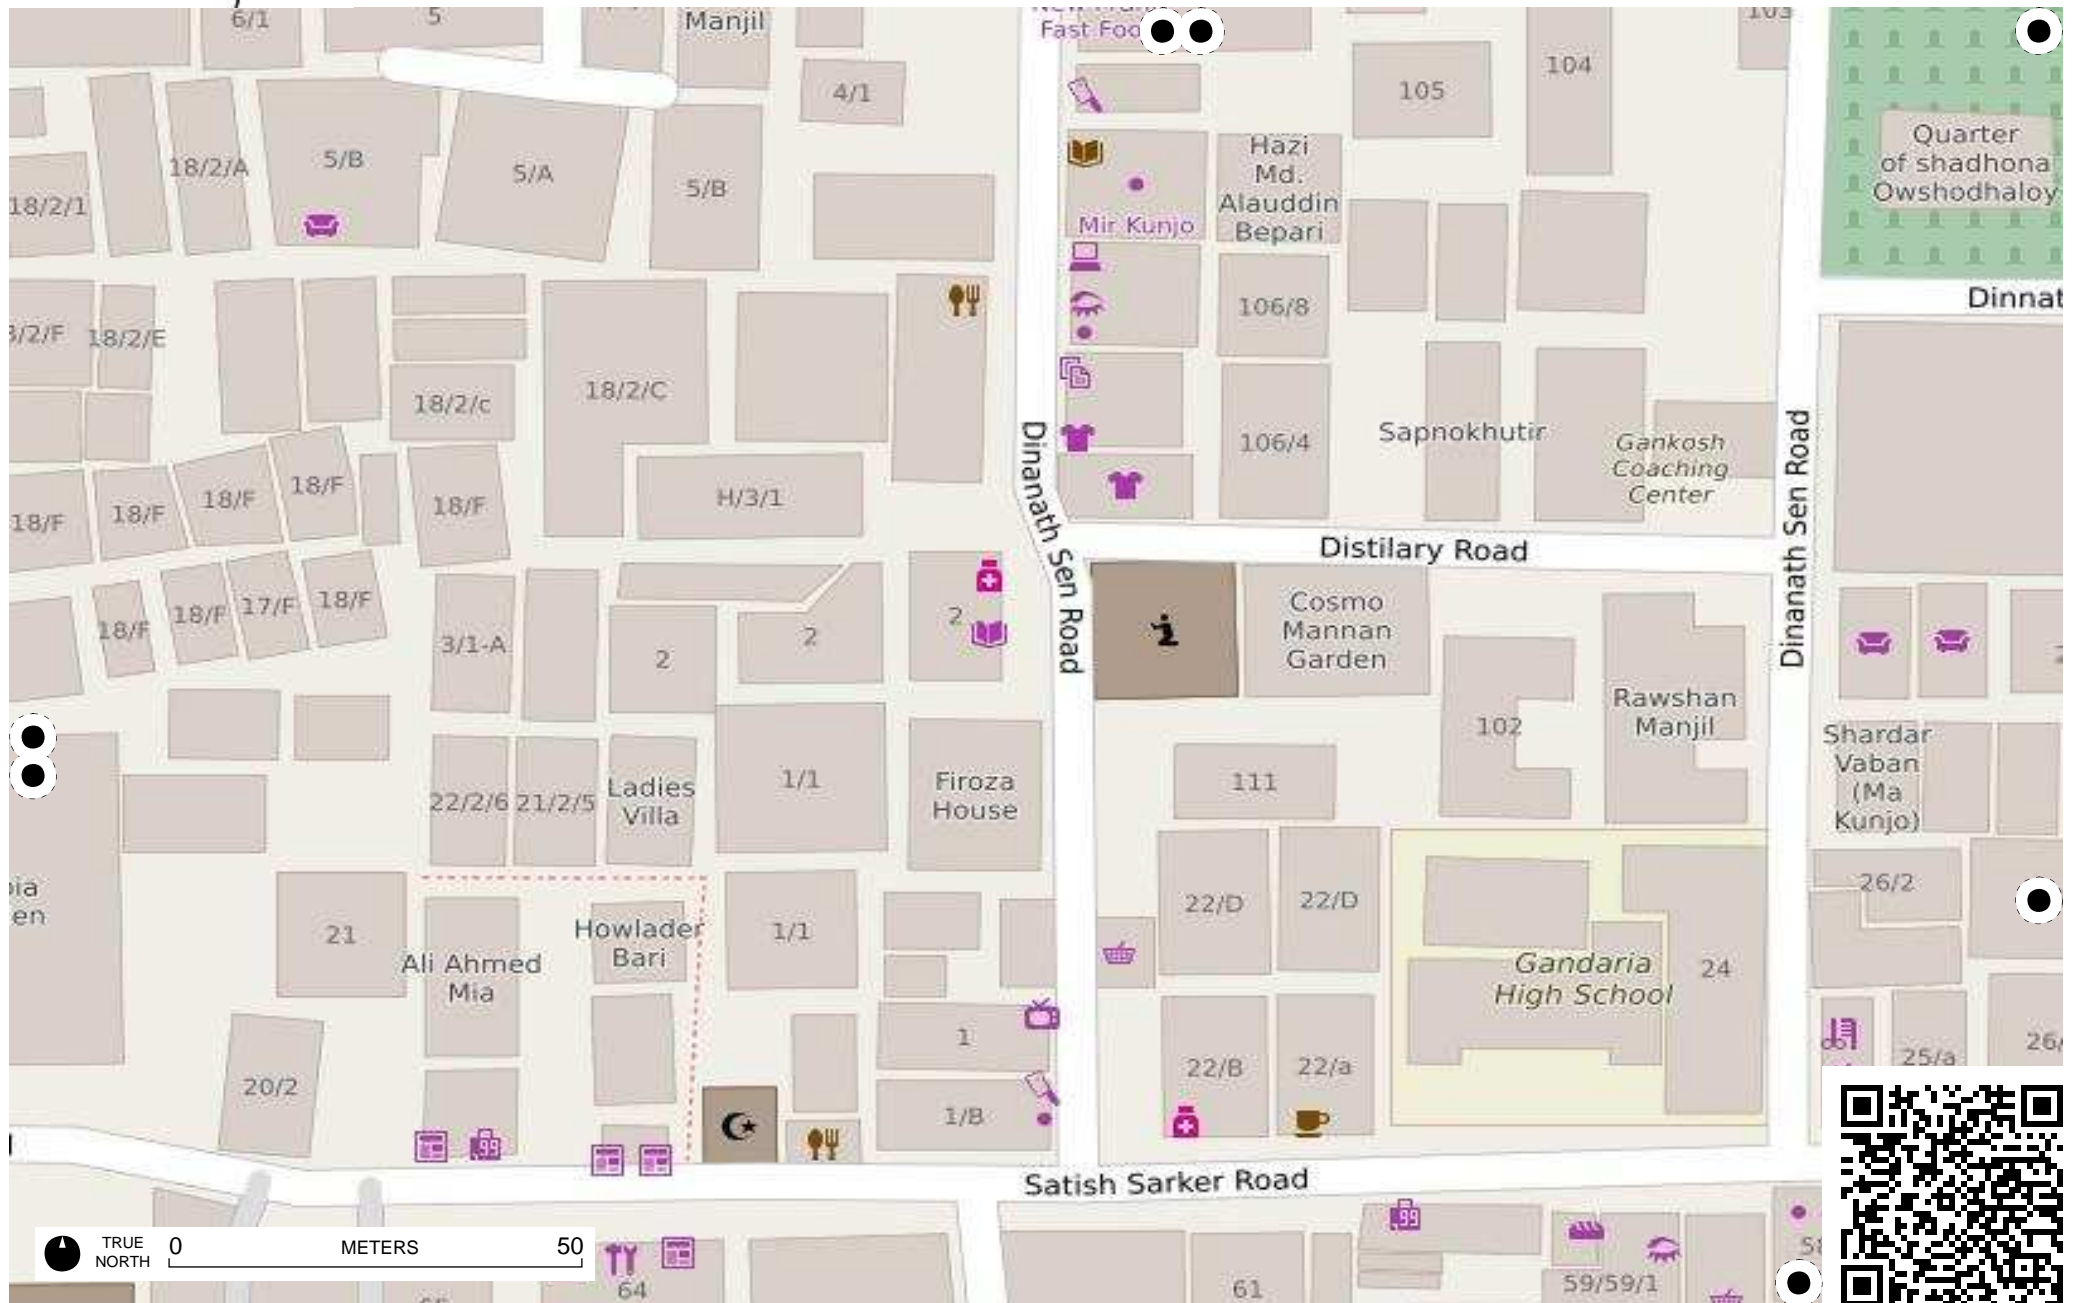 6/1
5
Manjil
Fast Foo
103
104
105
4/1
18/2/A
5/B
5/A
5/B
18/2/1
Hazi
Md.
Alauddin
Bepari
Mir Kunjo
Quarter
of shadhona
Owshodhaloy
Dinnat
106/8
3/2/F
18/2/E
18/2/c
18/2/C
106/4
Sapnokhutir
Gankosh
Coaching
Center
Dinanath Sen Road
Dinanath Sen Road
18/F
18/F
18/F
18/F
18/F
H/3/1
Distilary Road
18/F
18/F
17/F
18/F
3/1-A
2
2
2
Cosmo
Mannan
Garden
102
Rawshan
Manjil
Shardar
Vaban
(Ma
Kunjo)
22/2/6
21/2/5
Ladies
Villa
1/1
Firoza
House
111
26/2
22/D
22/D
oia
en
21
Ali Ahmed
Mia
Howlader
Bari
1/1
Gandaria
High School
24
1
22/B
22/a
25/a
26/
20/2
1/B
Satish Sarker Road
TRUE
NORTH
0
METERS
50
64
61
59/59/1
58